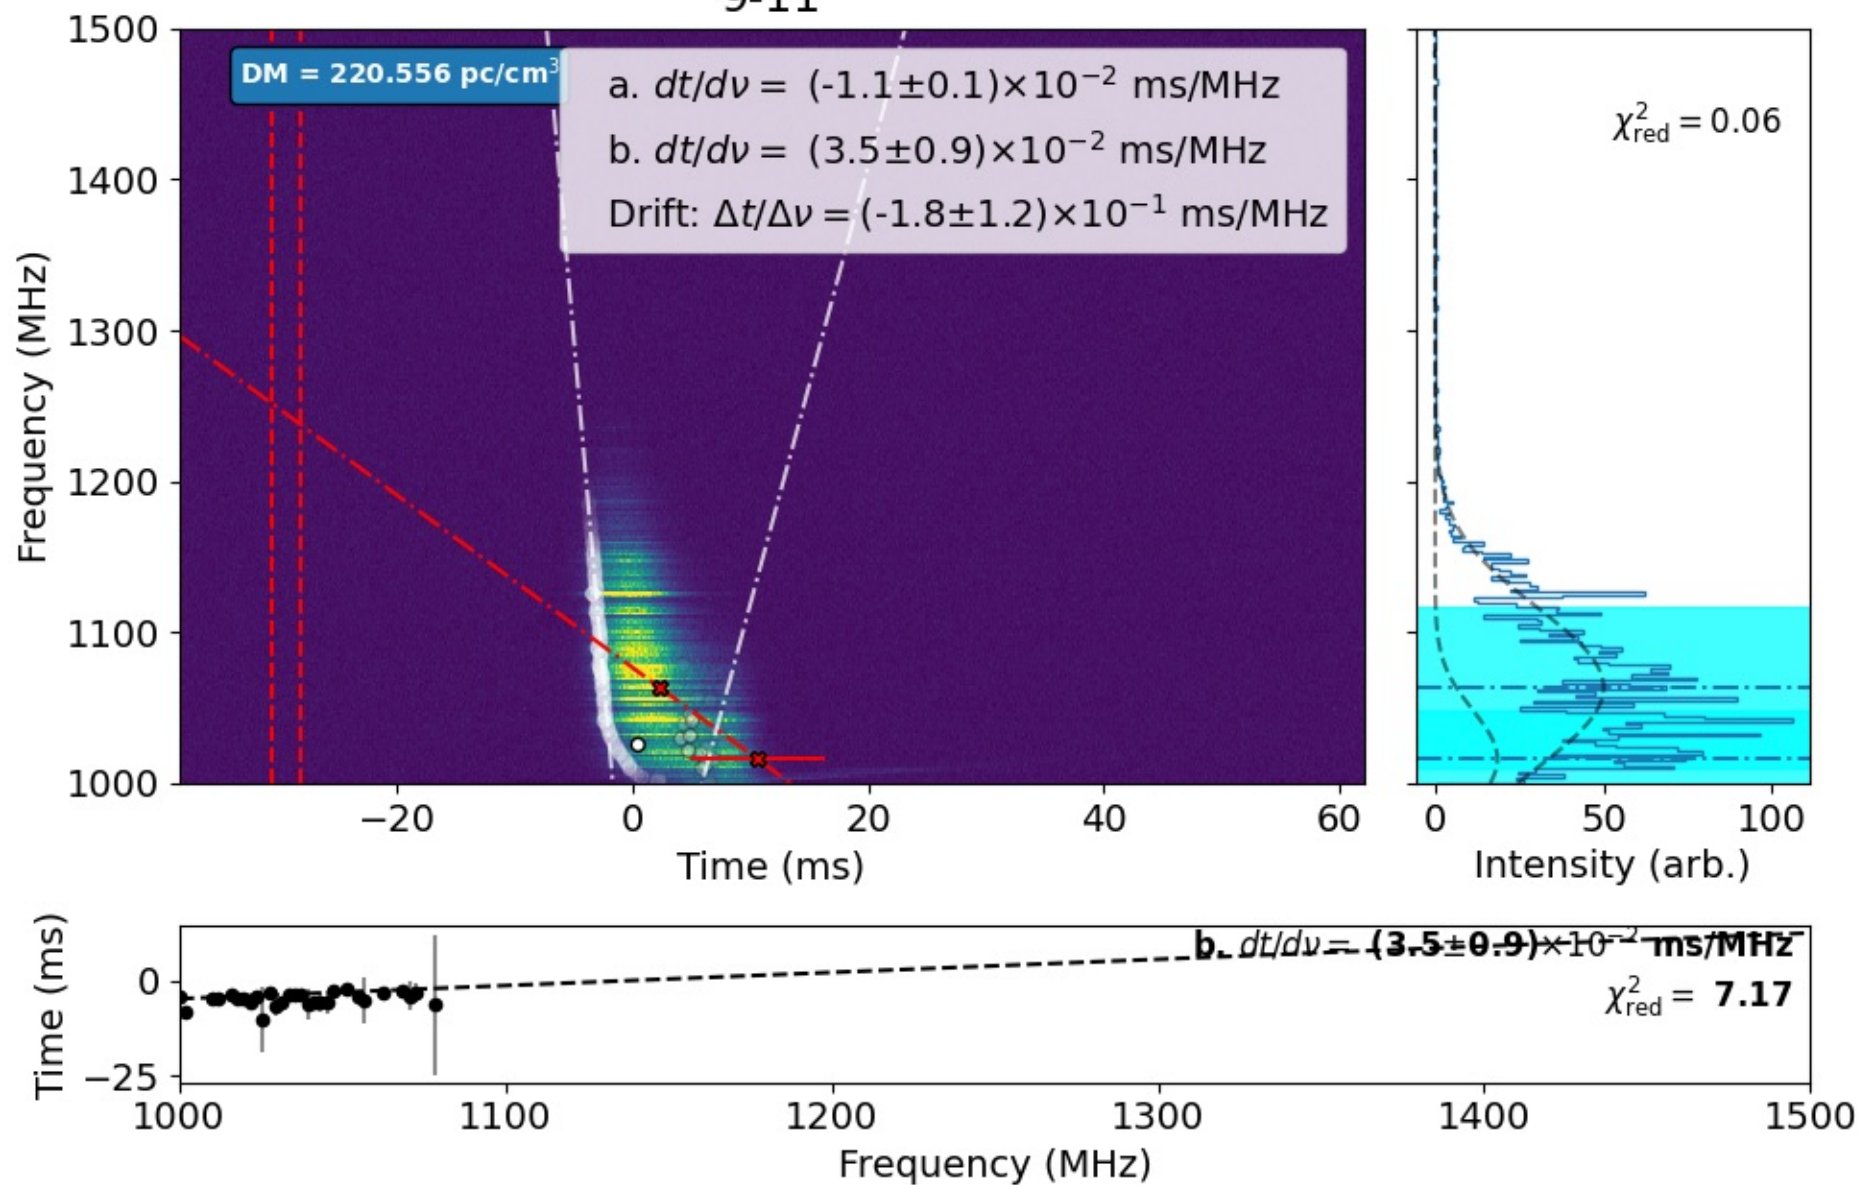 9-11
1500
1400
1300
1200
1100
1000
Frequency (MHz)
DM = 220.556 pc/cm³
a. dt/dν = (-1.1±0.1)×10⁻² ms/MHz
b. dt/dν = (3.5±0.9)×10⁻² ms/MHz
Drift: Δt/Δν = (-1.8±1.2)×10⁻¹ ms/MHz
−20 0 20 40 60
Time (ms)
χ²red = 0.06
0 50 100
Intensity (arb.)
Time (ms)
0
−25
b. dt/dν = (3.5±0.9)×10⁻² ms/MHz
χ²red = 7.17
1000 1100 1200 1300 1400 1500
Frequency (MHz)